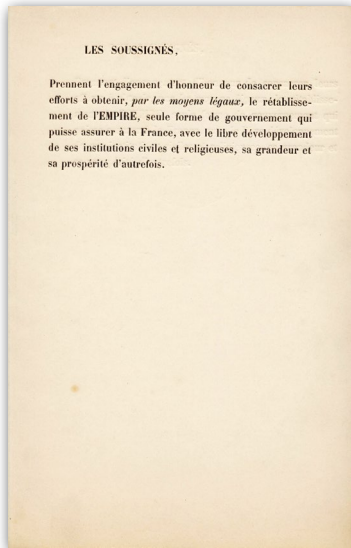 LES SOUSSIGNÉS,
Prennent l'engagement d'honneur de consacrer leurs
efforts à obtenir, par les moyens légaux, le rétablisse-
ment de l'EMPIRE, seule forme de gouvernement qui
puisse assurer à la France, avec le libre développement
de ses institutions civiles et religieuses, sa grandeur et
sa prospérité d'autrefois.